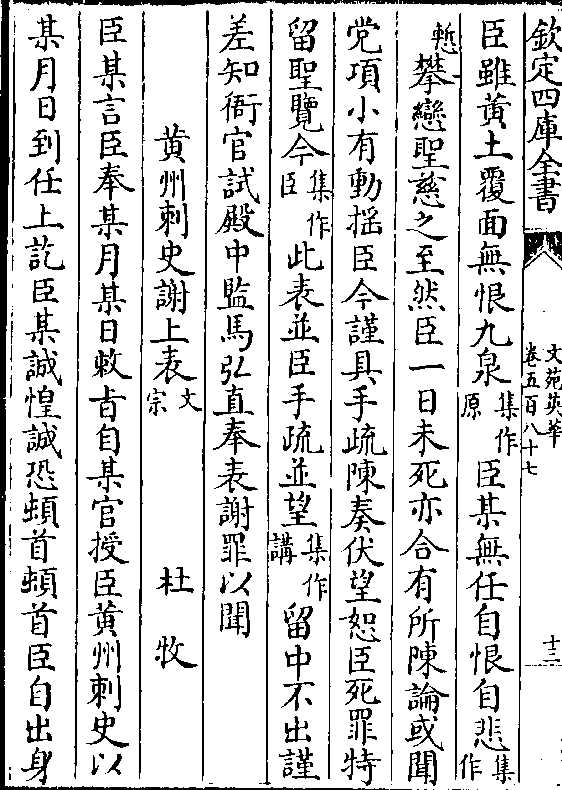 欽定四庫全書
文苑英華
卷五百八十七
十三
臣雖黄土覆面無恨九泉集作原臣某無任自恨自悲集作
慙攀戀聖慈之至然臣一日未死亦合有所陳論或聞
党項小有動揺臣今謹具手疏陳奏伏望恕臣死罪特
留聖覽今集作臣此表並臣手疏並望集作講留中不出謹
差知衙官試殿中監馬弘直奉表謝罪以聞
黄州刺史謝上表文宗 杜牧
臣某言臣奉某月某日敕㫖自某官授臣黄州刺史以
某月日到任上訖臣某誠惶誠恐頓首頓首臣自出身